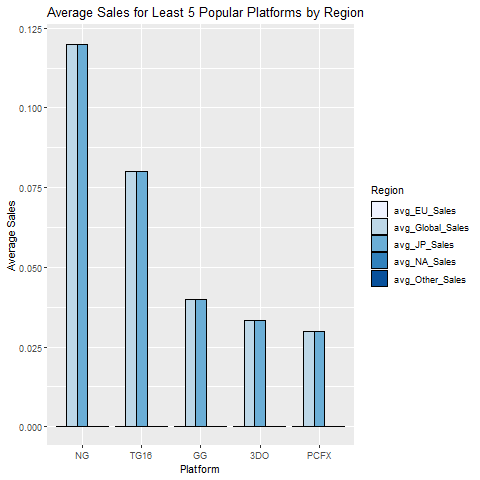 Average Sales for Least 5 Popular Platforms by Region
0.125
0.100
0.075
0.050
0.025
0.000
Average Sales
NG TG16 GG 3DO PCFX
Platform
Region
avg_EU_Sales
avg_Global_Sales
avg_JP_Sales
avg_NA_Sales
avg_Other_Sales